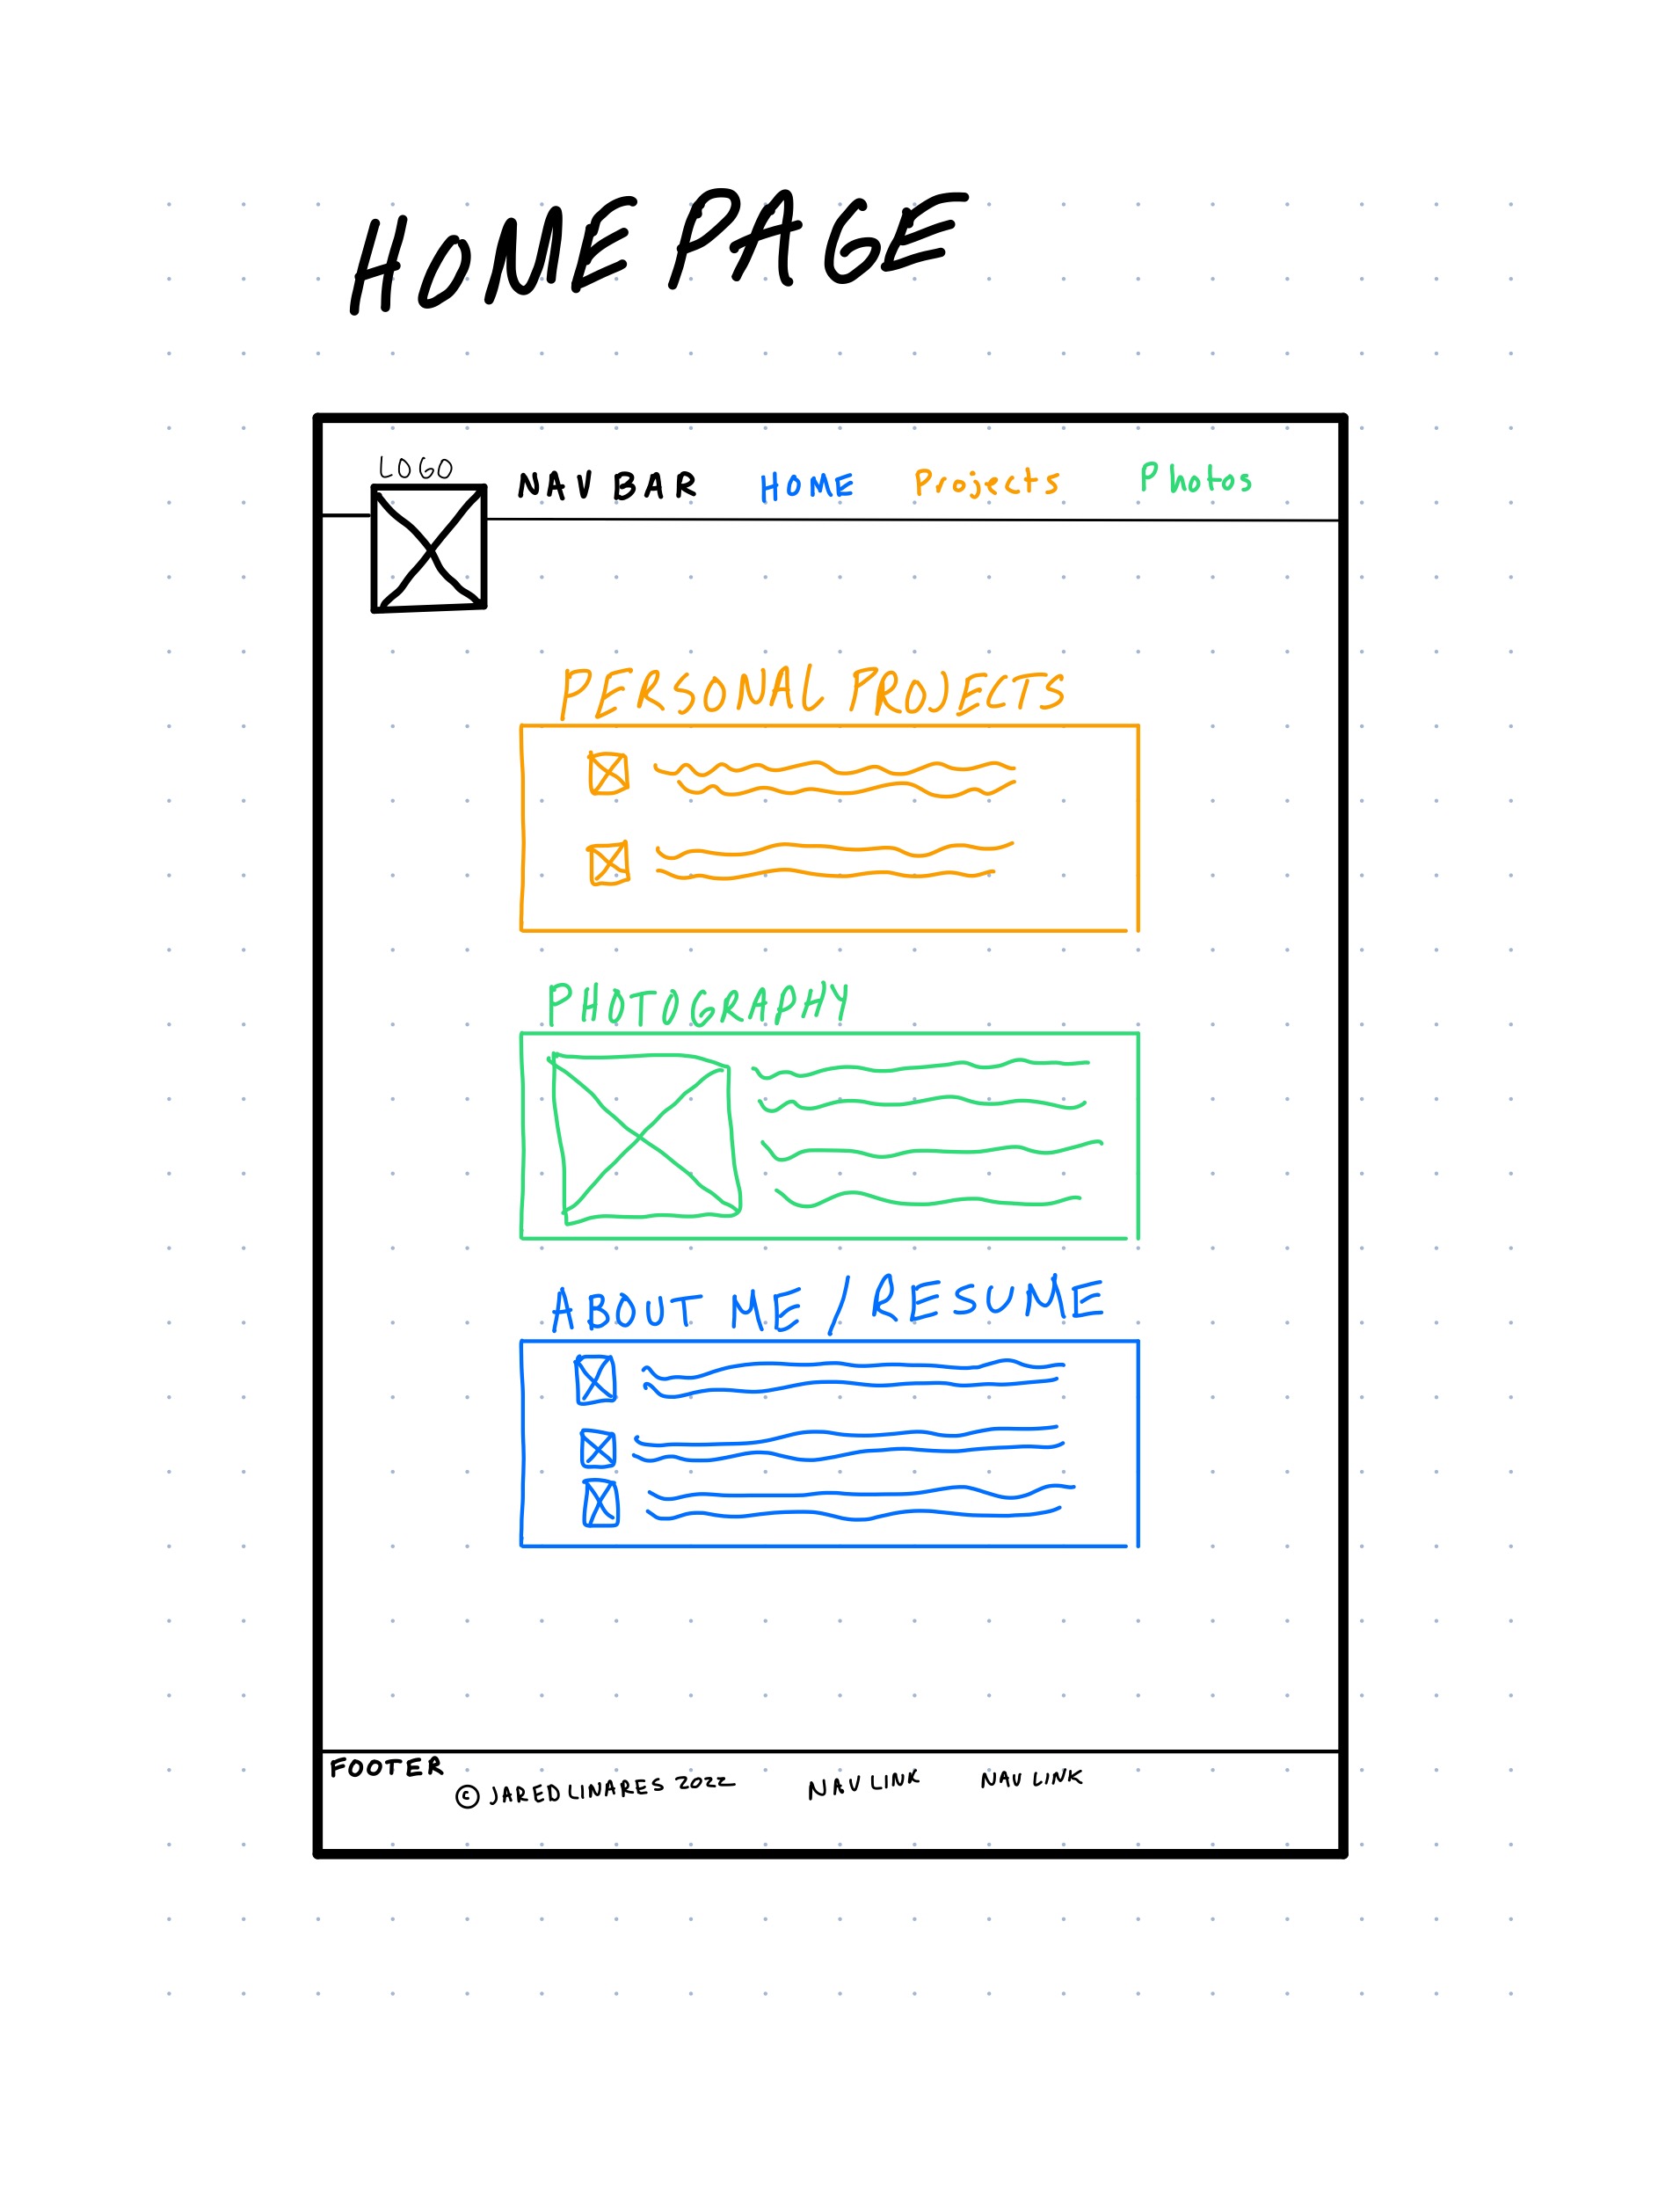 HOME PAGE
LOGO
NAV BAR HOME Projects Photos
PERSONAL PROJECTS
PHOTOGRAPHY
ABOUT ME / RESUME
FOOTER
© JARED LINARES 2022 NAV LINK NAV LINK